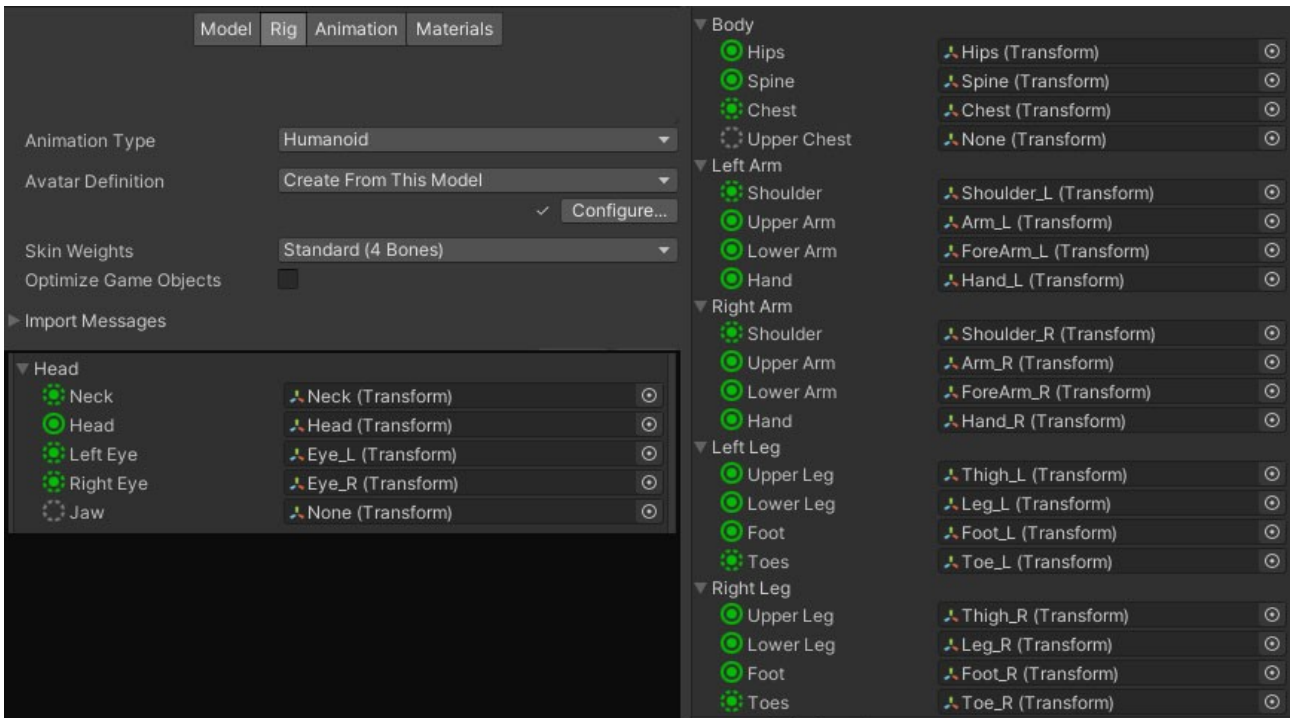 Model Rig Animation Materials
Animation Type Humanoid
Avatar Definition Create From This Model
Configure...
Skin Weights Standard (4 Bones)
Optimize Game Objects
Import Messages
Head
Neck Neck (Transform)
Head Head (Transform)
Left Eye Eye_L (Transform)
Right Eye Eye_R (Transform)
Jaw None (Transform)
Body
Hips Hips (Transform)
Spine Spine (Transform)
Chest Chest (Transform)
Upper Chest None (Transform)
Left Arm
Shoulder Shoulder_L (Transform)
Upper Arm Arm_L (Transform)
Lower Arm ForeArm_L (Transform)
Hand Hand_L (Transform)
Right Arm
Shoulder Shoulder_R (Transform)
Upper Arm Arm_R (Transform)
Lower Arm ForeArm_R (Transform)
Hand Hand_R (Transform)
Left Leg
Upper Leg Thigh_L (Transform)
Lower Leg Leg_L (Transform)
Foot Foot_L (Transform)
Toes Toe_L (Transform)
Right Leg
Upper Leg Thigh_R (Transform)
Lower Leg Leg_R (Transform)
Foot Foot_R (Transform)
Toes Toe_R (Transform)